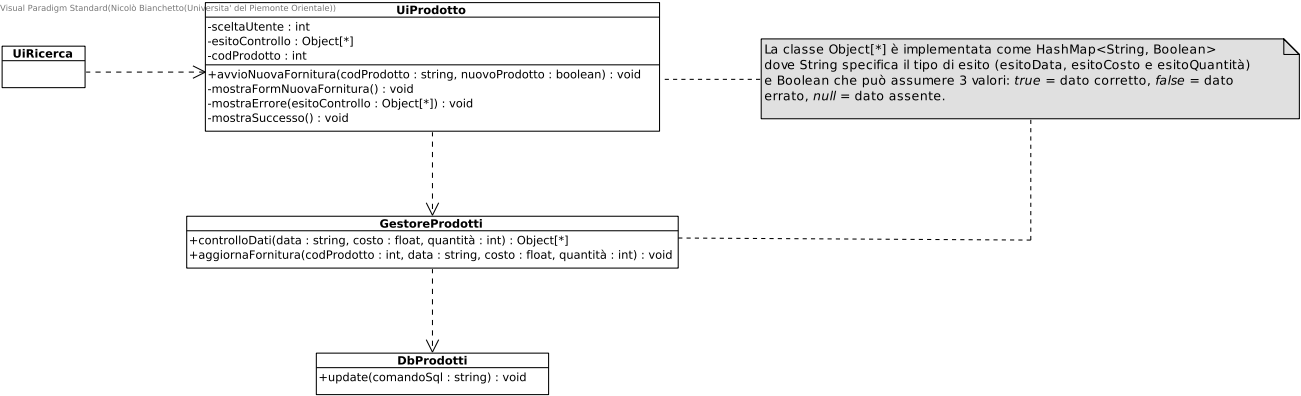 Visual Paradigm Standard(Nicolò Bianchetto(Universita' del Piemonte Orientale))
UiRicerca
UiProdotto
-sceltaUtente : int
-esitoControllo : Object[*]
-codProdotto : int
+avvioNuovaFornitura(codProdotto : string, nuovoProdotto : boolean) : void
-mostraFormNuovaFornitura() : void
-mostraErrore(esitoControllo : Object[*]) : void
-mostraSuccesso() : void
La classe Object[*] è implementata come HashMap<String, Boolean>
dove String specifica il tipo di esito (esitoData, esitoCosto e esitoQuantità)
e Boolean che può assumere 3 valori: true = dato corretto, false = dato
errato, null = dato assente.
GestoreProdotti
+controlloDati(data : string, costo : float, quantità : int) : Object[*]
+aggiornaFornitura(codProdotto : int, data : string, costo : float, quantità : int) : void
DbProdotti
+update(comandoSql : string) : void